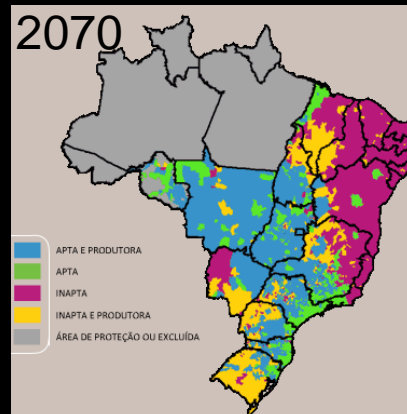 2070
APTA E PRODUTORA
APTA
INAPTA
INAPTA E PRODUTORA
ÁREA DE PROTEÇÃO OU EXCLUÍDA